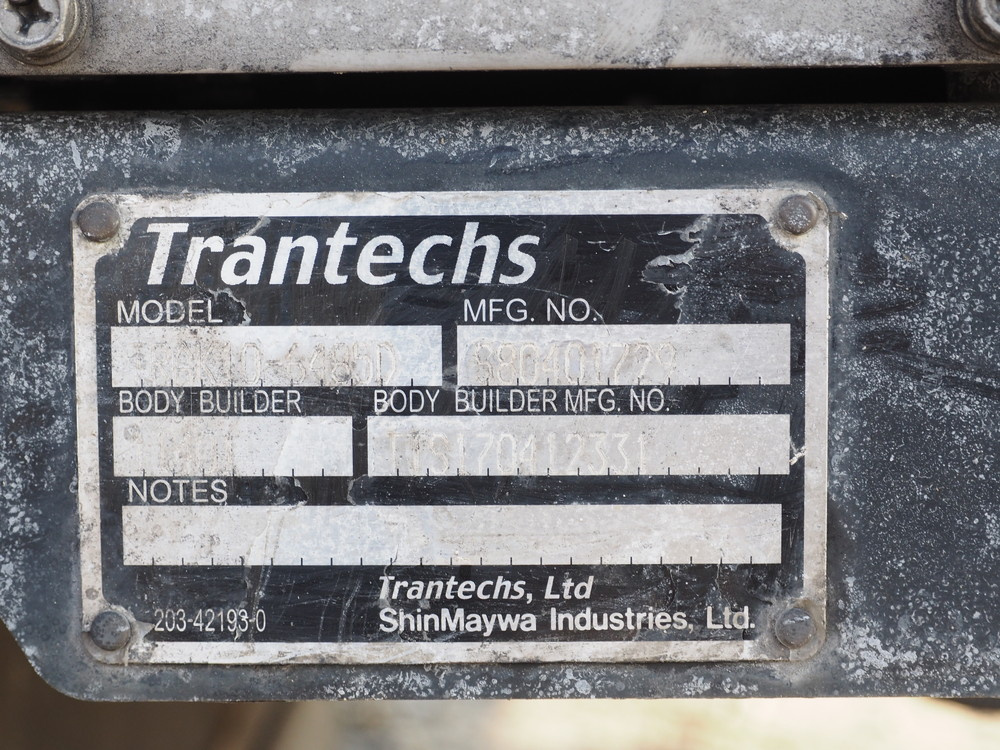 Trantechs
MODEL MFG. NO.
BODY BUILDER BODY BUILDER MFG. NO.
TTS170412331
NOTES
Trantechs, Ltd
203-42193-0 ShinMaywa Industries, Ltd.